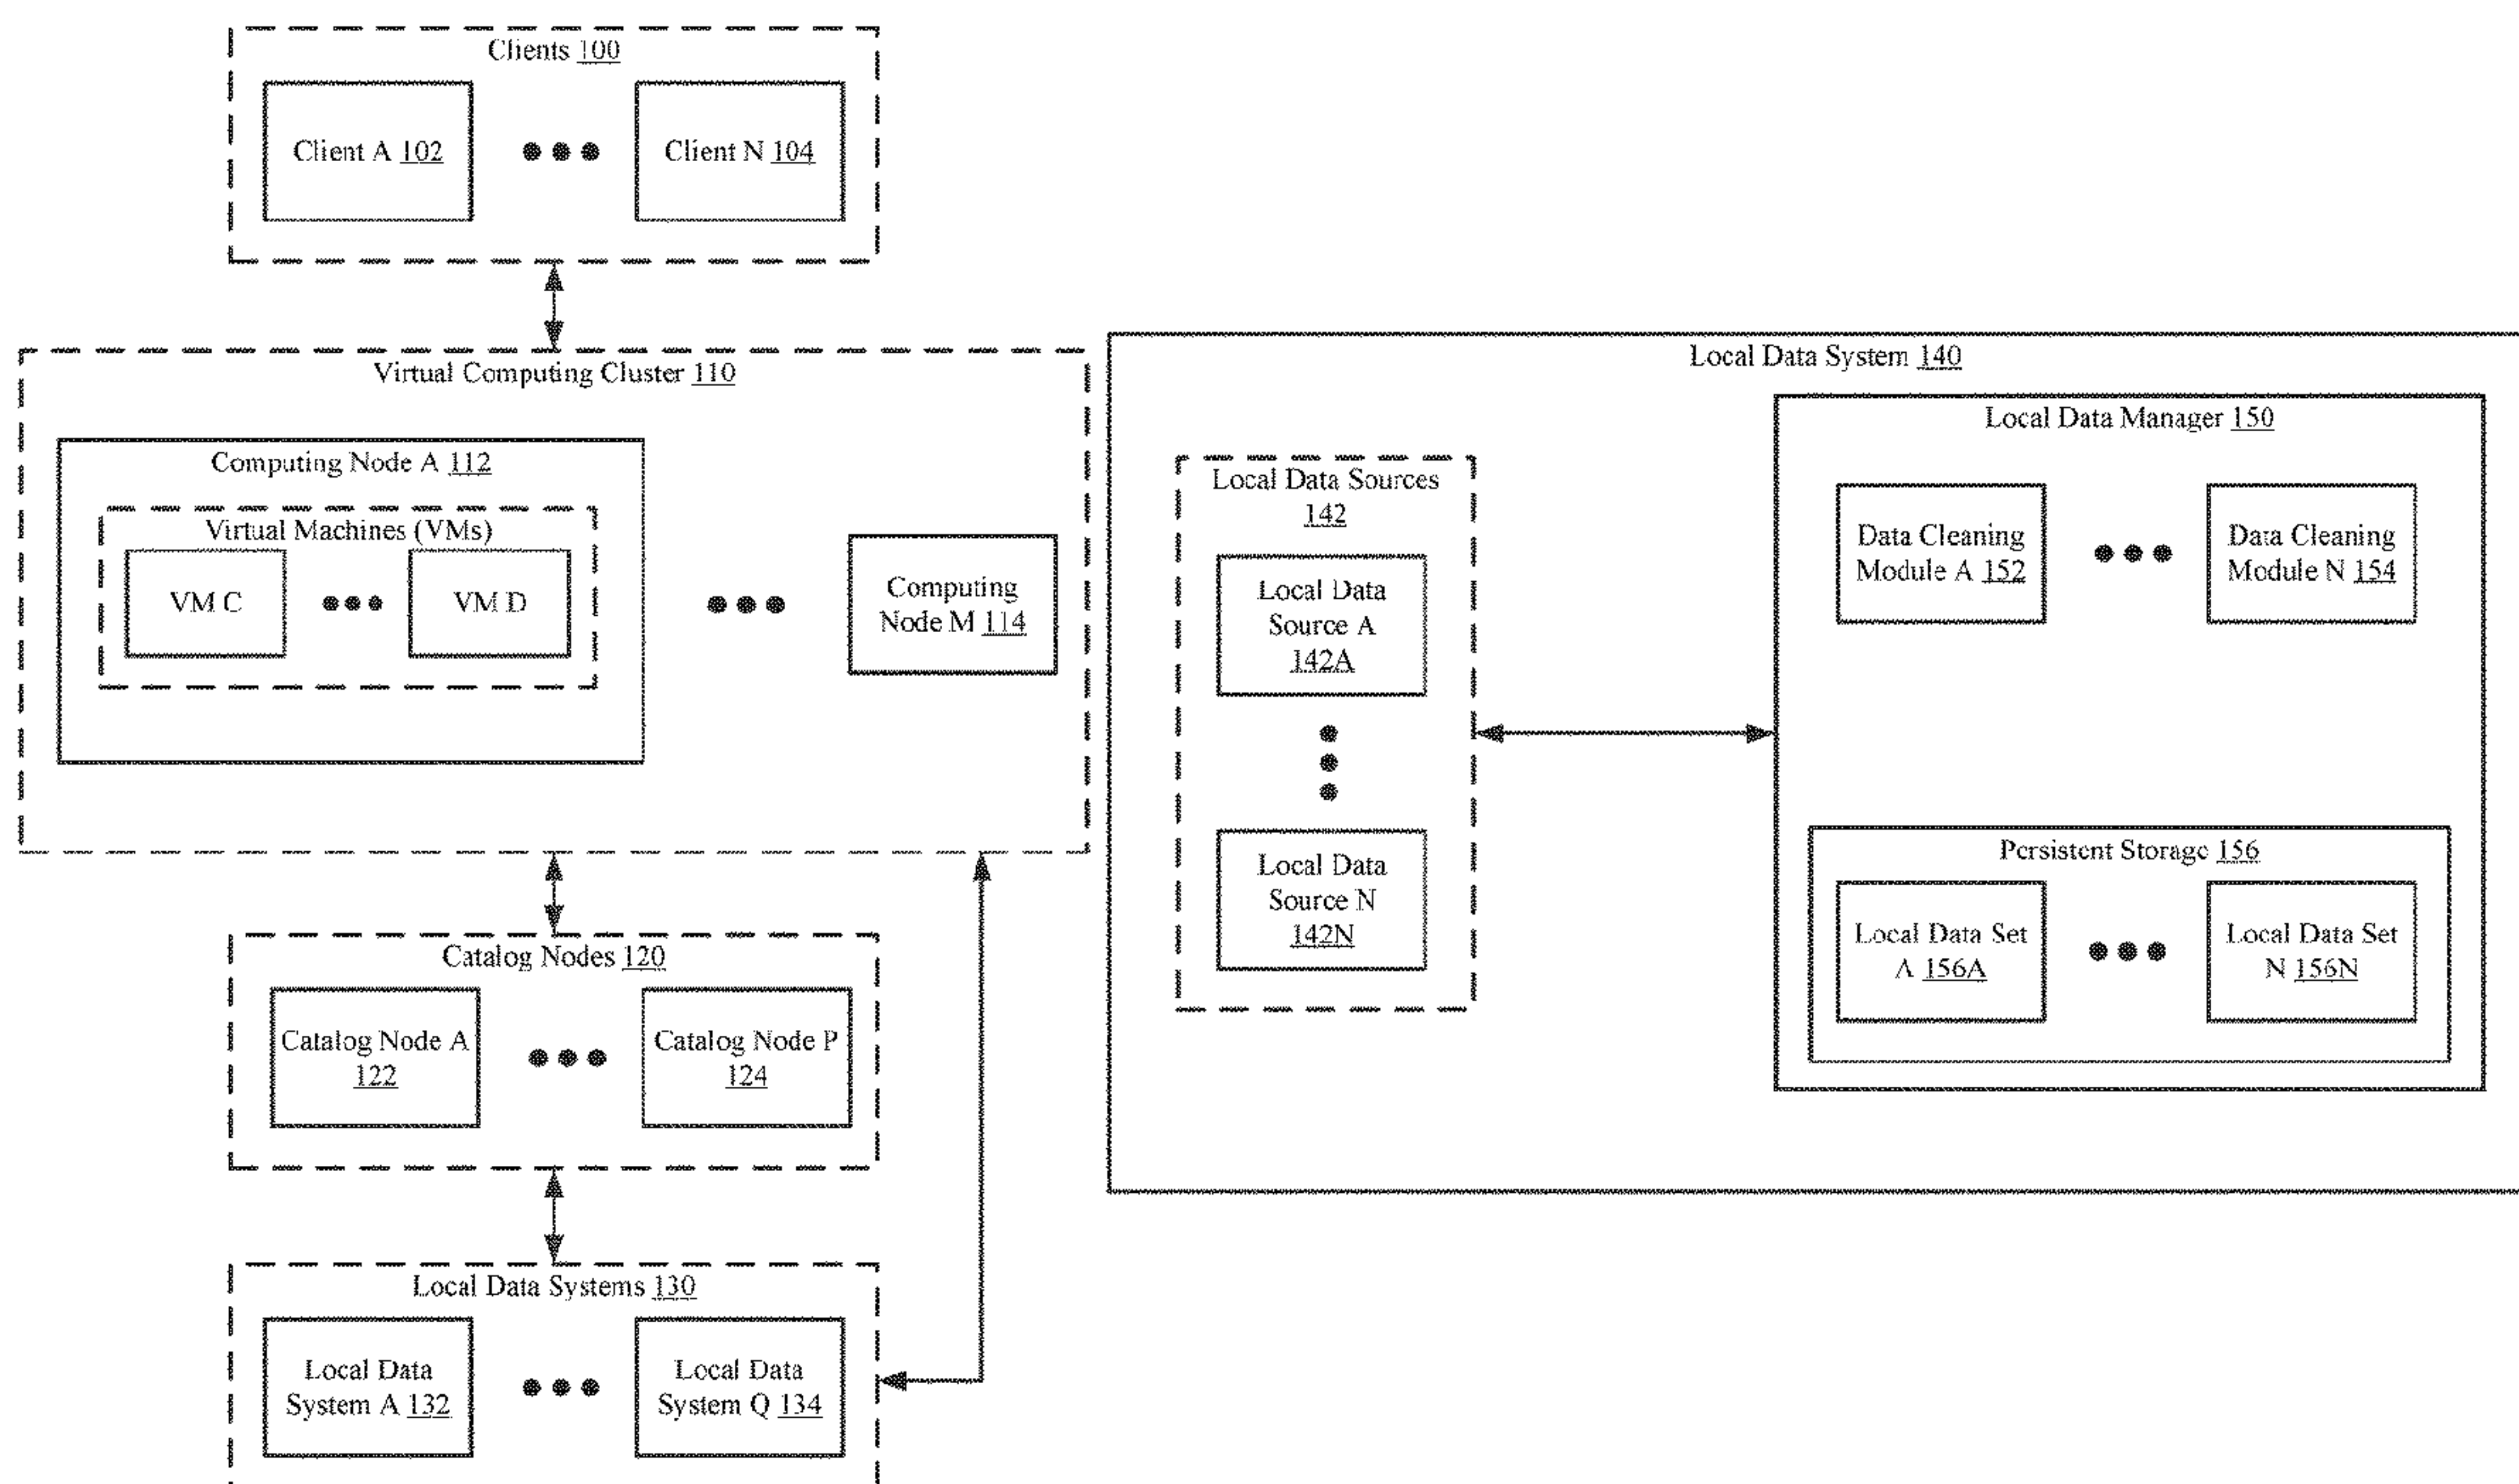 Clients 100
Client A 102
Client N 104
Virtual Computing Cluster 110
Computing Node A 112
Virtual Machines (VMs)
VM C
VM D
Computing
Node M 114
Catalog Nodes 120
Catalog Node A
122
Catalog Node P
124
Local Data Systems 130
Local Data
System A 132
Local Data
System Q 134
Local Data System 140
Local Data Sources
142
Local Data
Source A
142A
Local Data
Source N
142N
Local Data Manager 150
Data Cleaning
Module A 152
Data Cleaning
Module N 154
Persistent Storage 156
Local Data Set
A 156A
Local Data Set
N 156N